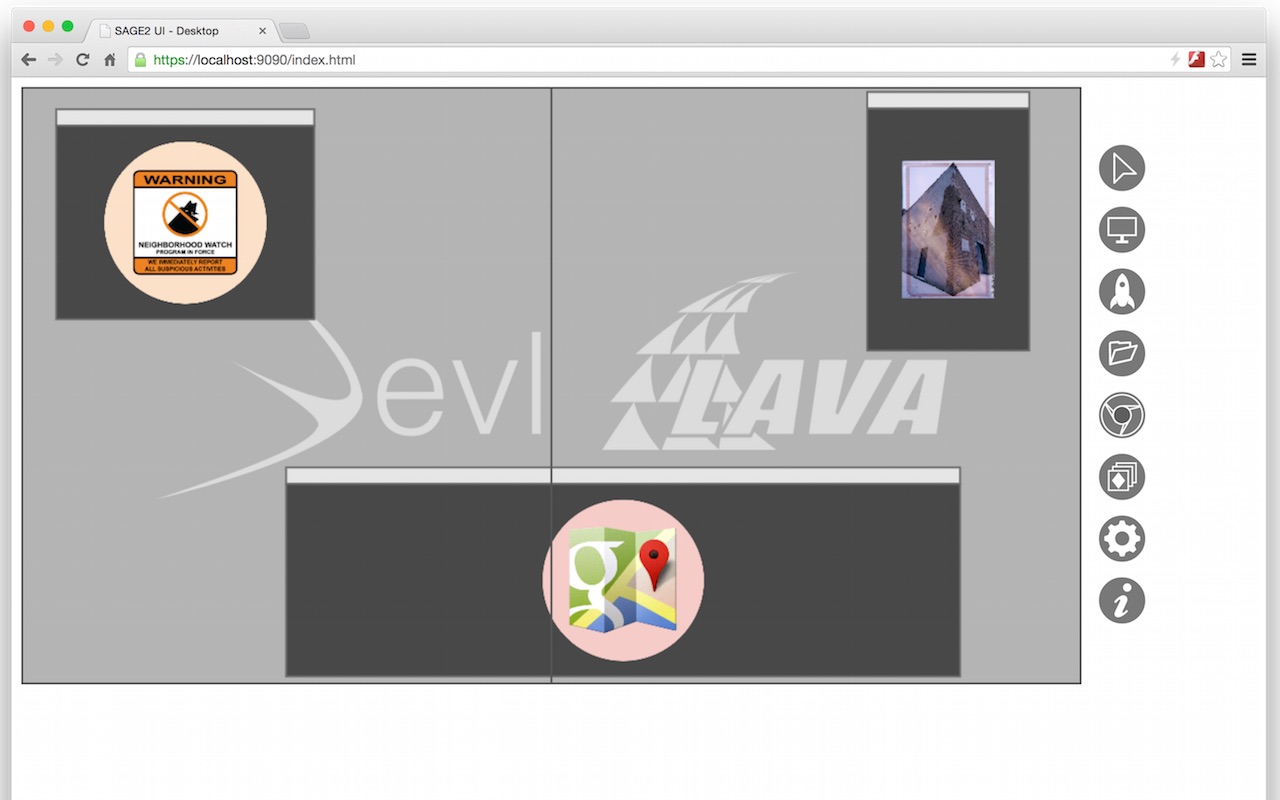 SAGE2 UI - Desktop
https://localhost:9090/index.html
WARNING
NEIGHBORHOOD WATCH
PROGRAM IN FORCE
WE IMMEDIATELY REPORT
ALL SUSPICIOUS ACTIVITIES
evl
LAVA
g
i